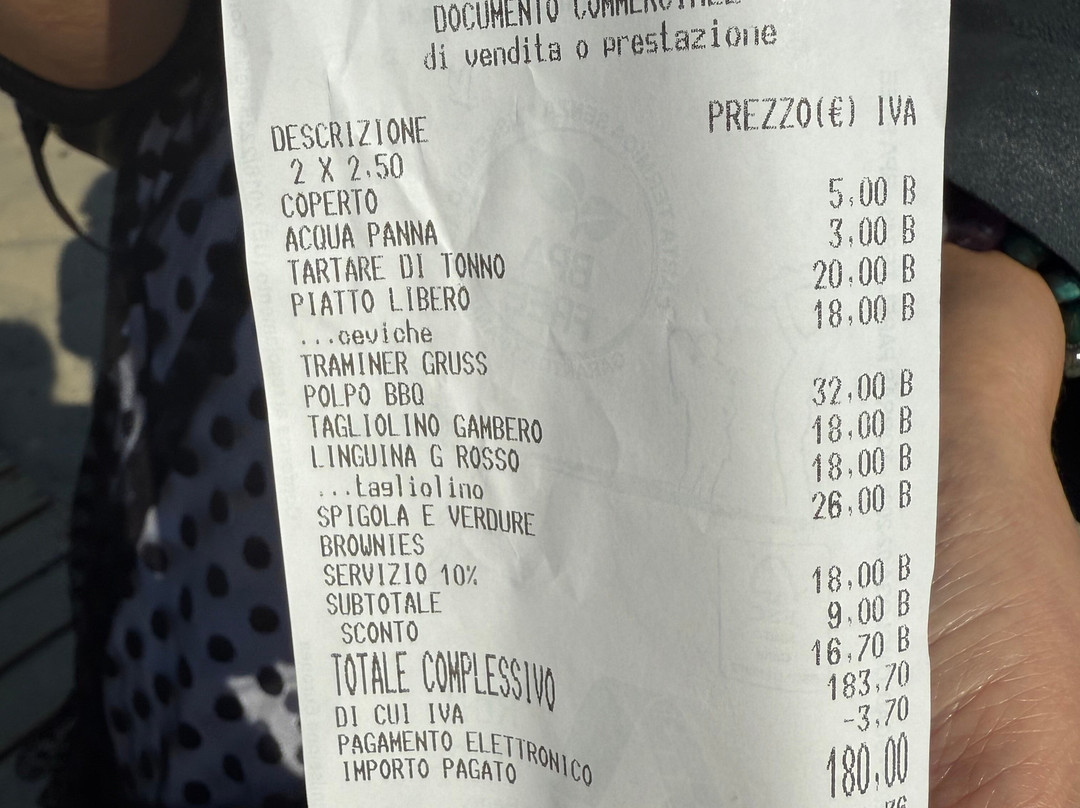 DOCUMENTO COMMERCIALE
di vendita o prestazione
DESCRIZIONE PREZZO(€) IVA
2 X 2,50
COPERTO 5,00 B
ACQUA PANNA 3,00 B
TARTARE DI TONNO 20,00 B
PIATTO LIBERO 18,00 B
...ceviche
TRAMINER GRUSS 32,00 B
POLPO BBQ 18,00 B
TAGLIOLINO GAMBERO 18,00 B
LINGUINA G ROSSO 26,00 B
...tagliolino
SPIGOLA E VERDURE 18,00 B
BROWNIES 9,00 B
SERVIZIO 10% 16,70 B
SUBTOTALE 183,70
SCONTO -3,70
TOTALE COMPLESSIVO 180,00
DI CUI IVA
PAGAMENTO ELETTRONICO
IMPORTO PAGATO